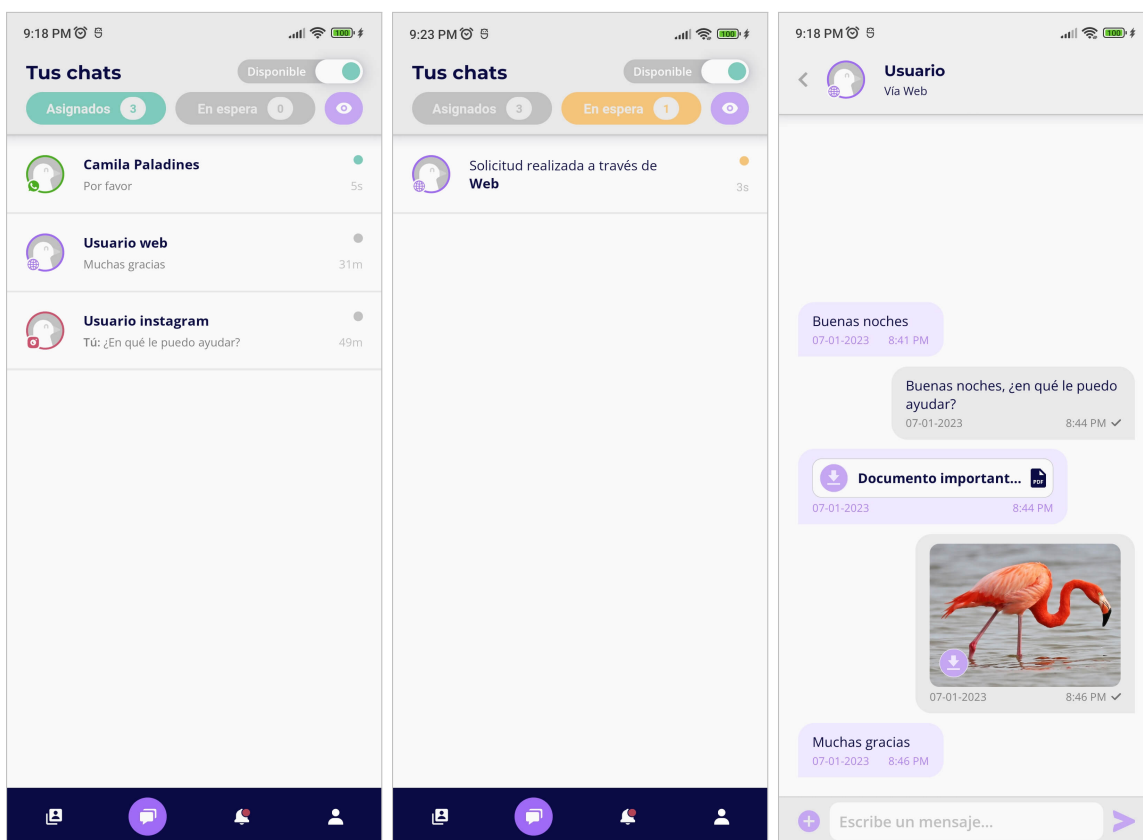 9:18 PM
100
Tus chats
Disponible
Asignados 3
En espera 0
Camila Paladines
Por favor
5s
Usuario web
Muchas gracias
31m
Usuario instagram
Tú: ¿En qué le puedo ayudar?
49m
9:23 PM
100
Tus chats
Disponible
Asignados 3
En espera 1
Solicitud realizada a través de
Web
3s
9:18 PM
100
Usuario
Vía Web
Buenas noches
07-01-2023 8:41 PM
Buenas noches, ¿en qué le puedo
ayudar?
07-01-2023 8:44 PM
Documento important...
PDF
07-01-2023 8:44 PM
07-01-2023 8:46 PM
Muchas gracias
07-01-2023 8:46 PM
Escribe un mensaje...